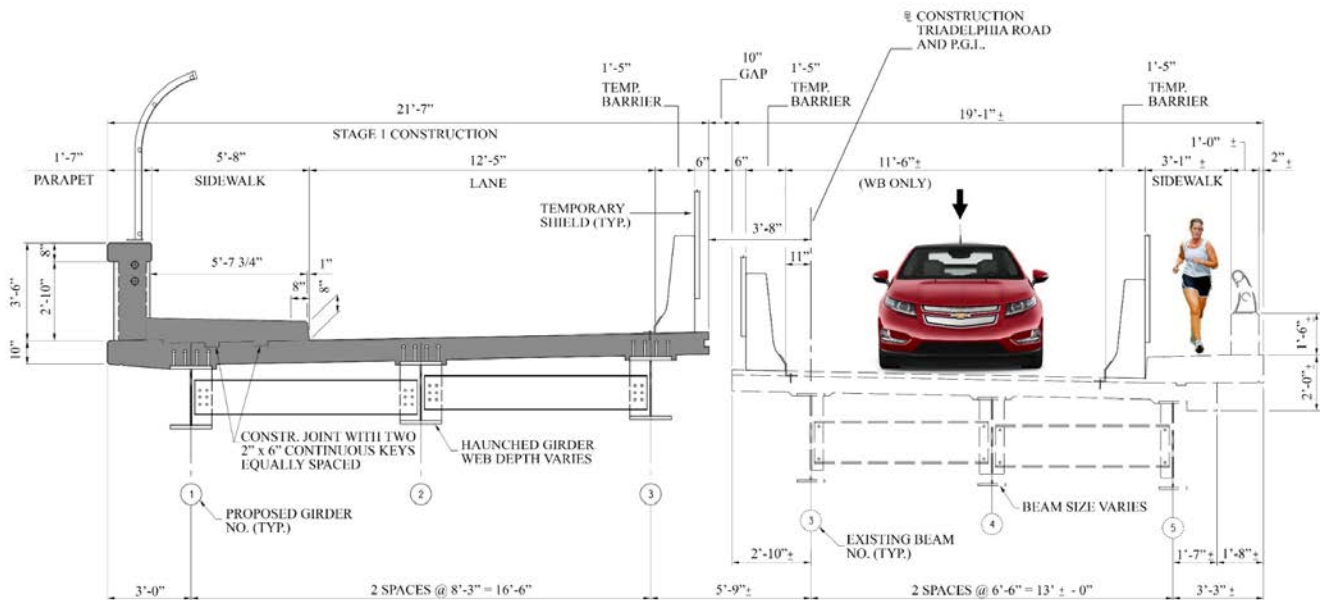 ℄ CONSTRUCTION
TRIADELPHIA ROAD
AND P.G.L.
10”
GAP
1’-5”
TEMP.
BARRIER
1’-5”
TEMP.
BARRIER
1’-5”
TEMP.
BARRIER
21’-7”
STAGE 1 CONSTRUCTION
19’-1” ±
1’-0” ±
1’-7”
PARAPET
5’-8”
SIDEWALK
12’-5”
LANE
6”
6”
11’-6”±
(WB ONLY)
3’-1” ±
SIDEWALK
2”±
TEMPORARY
SHIELD (TYP.)
3’-8”
11”
8”
3’-6”
2’-10”
10”
5’-7 3/4”
1”
8”
8”
1’-6” ±
2’-0” ±
CONSTR. JOINT WITH TWO
2” x 6” CONTINUOUS KEYS
EQUALLY SPACED
HAUNCHED GIRDER
WEB DEPTH VARIES
1
2
3
PROPOSED GIRDER
NO. (TYP.)
3
4
5
BEAM SIZE VARIES
EXISTING BEAM
NO. (TYP.)
2’-10”±
1’-7”±
1’-8”±
3’-0”
2 SPACES @ 8’-3” = 16’-6”
5’-9”±
2 SPACES @ 6’-6” = 13’ ± - 0”
3’-3” ±